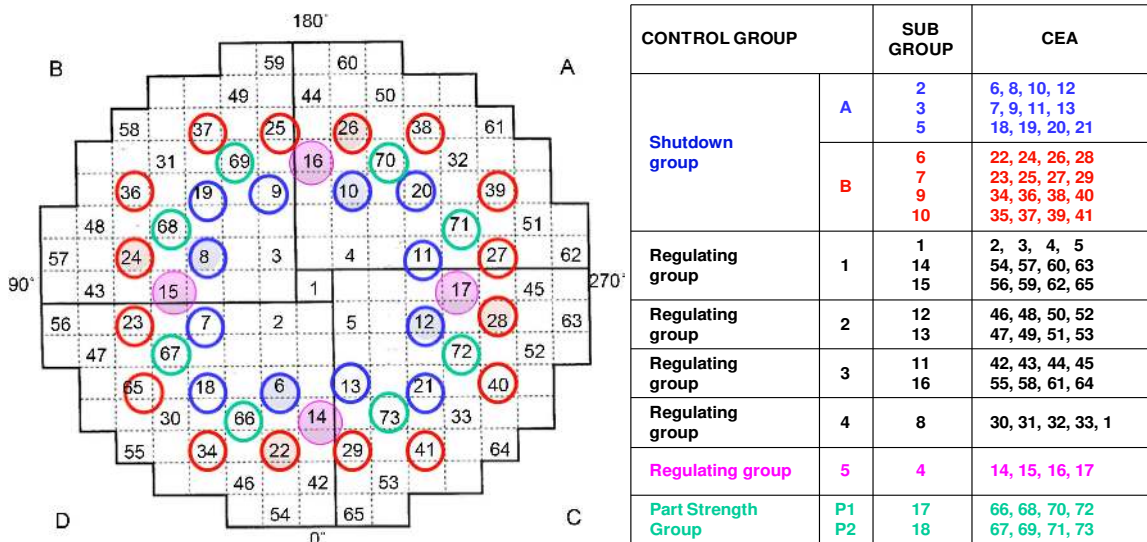 180°
B 59 60 A
49 44 50
58 37 25 26 38 61
31 69 16 70 32
36 19 9 10 20 39
48 68 71 51
57 24 8 3 4 11 27 62
90° 43 15 1 17 45 270°
56 23 7 2 5 12 28 63
47 67 72 52
65 18 6 13 21 40
30 66 14 73 33
55 34 22 29 41 64
46 42 53
D 54 65 C
0°
CONTROL GROUP
SUB
GROUP
CEA
Shutdown
group
A
2 6, 8, 10, 12
3 7, 9, 11, 13
5 18, 19, 20, 21
B
6 22, 24, 26, 28
7 23, 25, 27, 29
9 34, 36, 38, 40
10 35, 37, 39, 41
Regulating
group
1
1 2, 3, 4, 5
14 54, 57, 60, 63
15 56, 59, 62, 65
Regulating
group
2
12 46, 48, 50, 52
13 47, 49, 51, 53
Regulating
group
3
11 42, 43, 44, 45
16 55, 58, 61, 64
Regulating
group
4
8 30, 31, 32, 33, 1
Regulating group 5 4 14, 15, 16, 17
Part Strength
Group
P1 17 66, 68, 70, 72
P2 18 67, 69, 71, 73